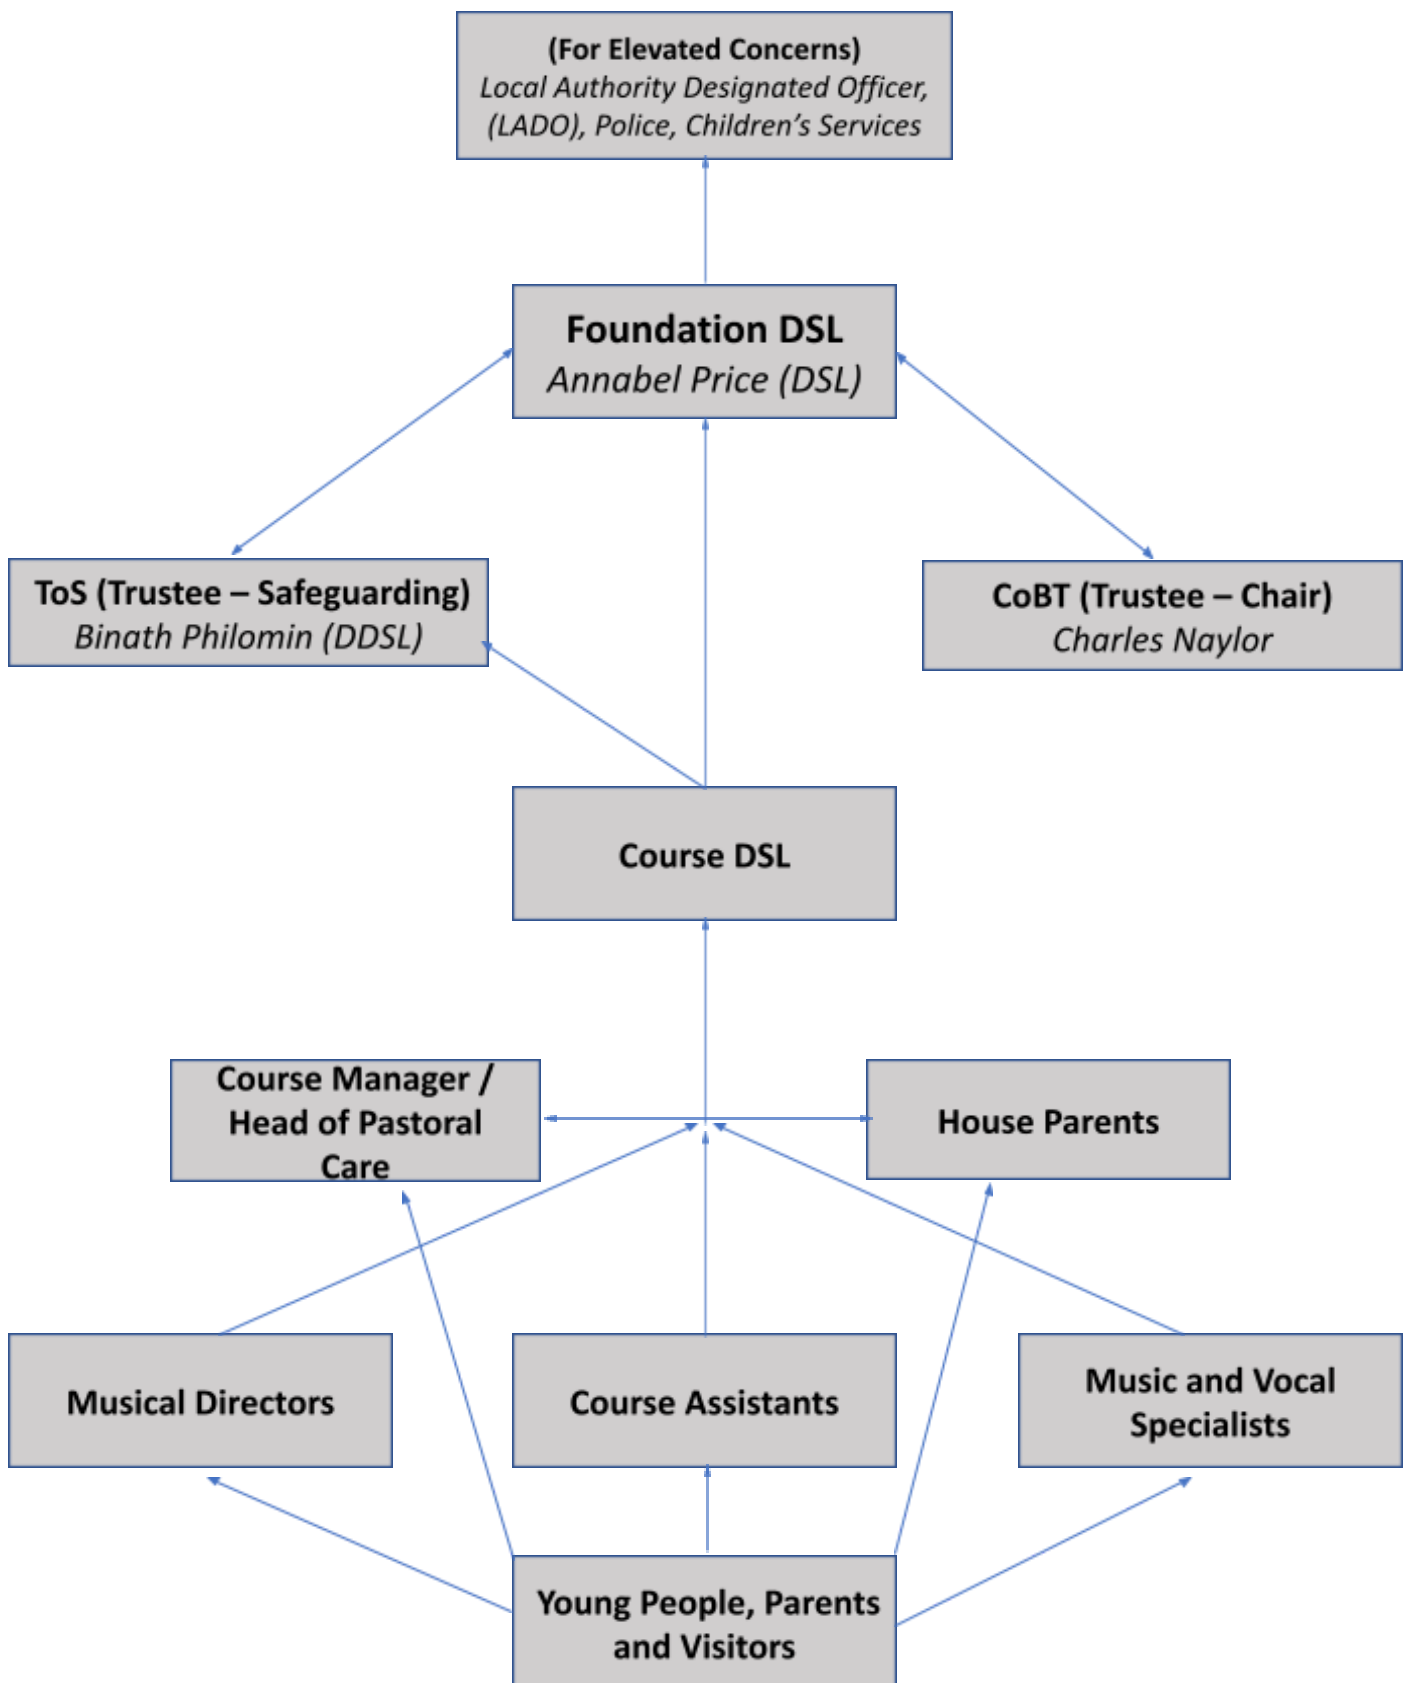 (For Elevated Concerns)
Local Authority Designated Officer,
(LADO), Police, Children’s Services
Foundation DSL
Annabel Price (DSL)
ToS (Trustee – Safeguarding)
Binath Philomin (DDSL)
CoBT (Trustee – Chair)
Charles Naylor
Course DSL
Course Manager /
Head of Pastoral
Care
House Parents
Musical Directors
Course Assistants
Music and Vocal
Specialists
Young People, Parents
and Visitors